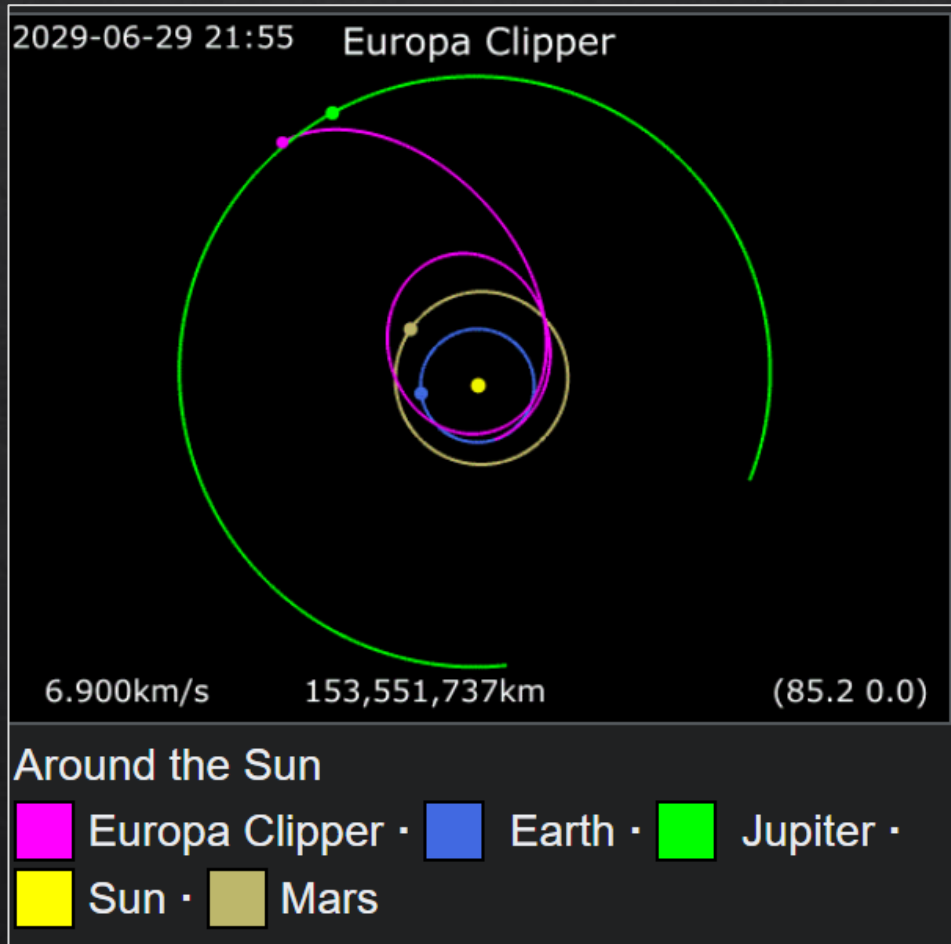 2029-06-29 21:55 Europa Clipper
6.900km/s 153,551,737km (85.2 0.0)
Around the Sun
Europa Clipper · Earth · Jupiter ·
Sun · Mars